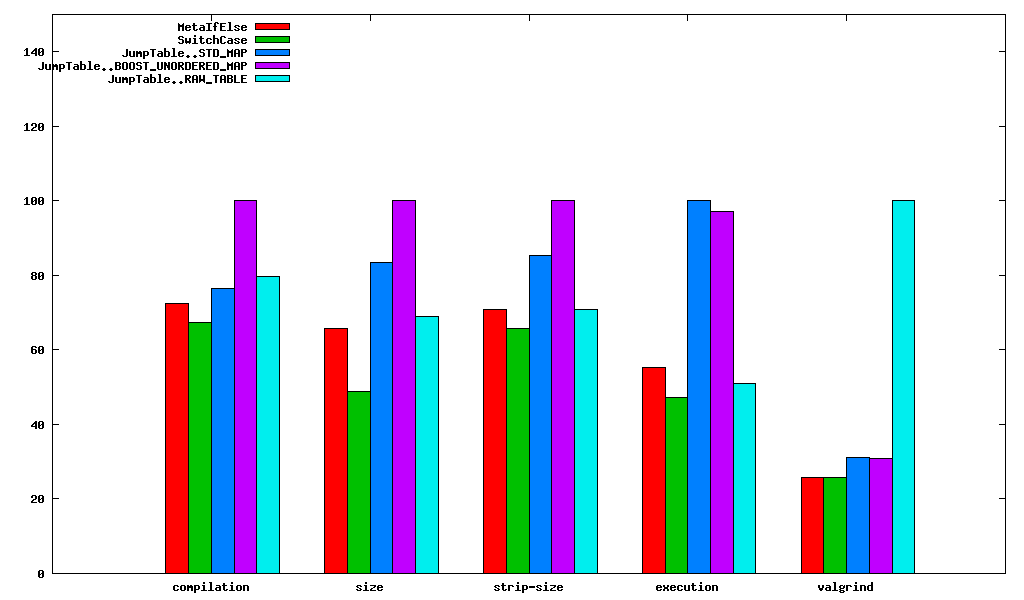 MetaIfElse
SwitchCase
JumpTable..STD_MAP
JumpTable..BOOST_UNORDERED_MAP
JumpTable..RAW_TABLE
140
120
100
80
60
40
20
0
compilation size strip-size execution valgrind